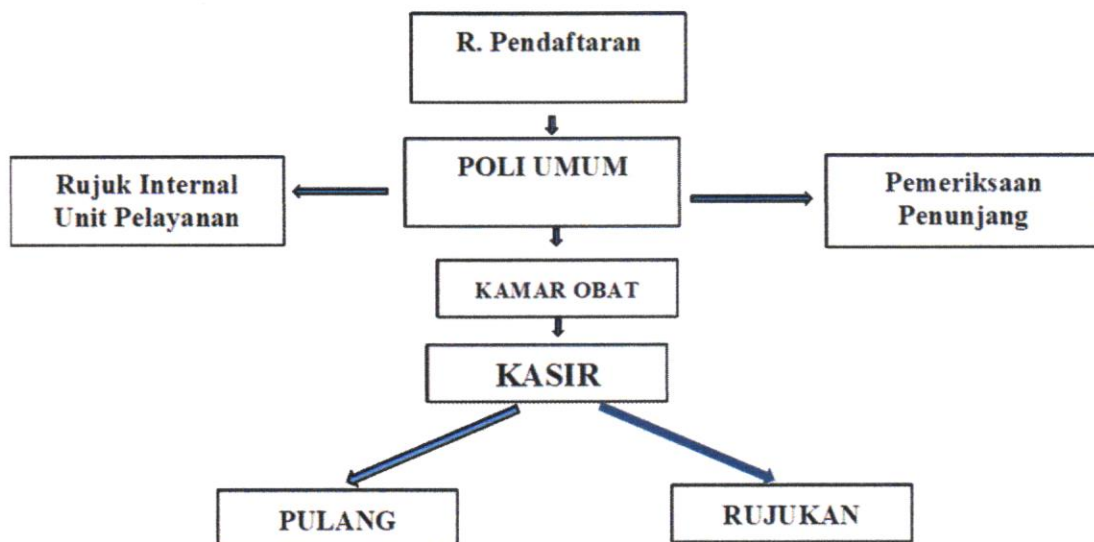 R. Pendaftaran
POLI UMUM
Rujuk Internal
Unit Pelayanan
Pemeriksaan
Penunjang
KAMAR OBAT
KASIR
PULANG
RUJUKAN